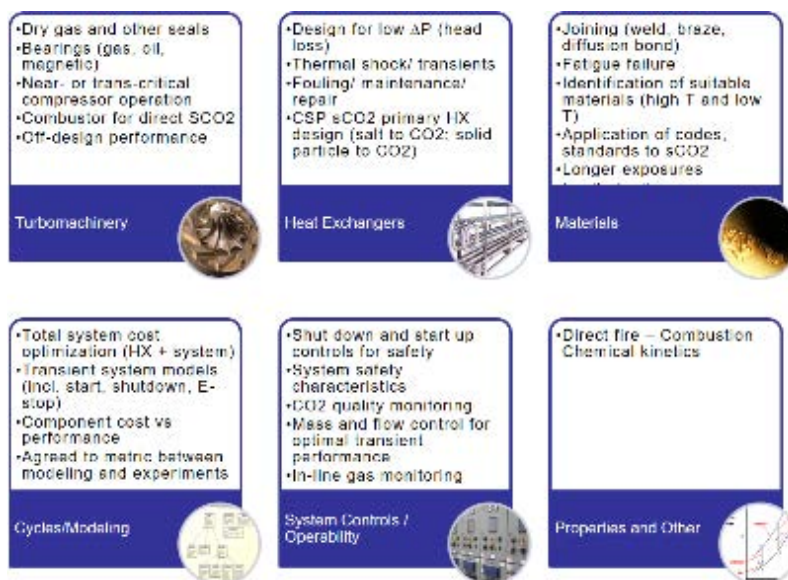 •Dry gas and other seals
•Bearings (gas, oil,
magnetic)
•Near- or trans-critical
compressor operation
•Combustor for direct SCO2
•Off-design performance
Turbomachinery
•Design for low ΔP (head
loss)
•Thermal shock/ transients
•Fouling/ maintenance/
repair
•CSP sCO2 primary HX
design (salt to CO2; solid
particle to CO2)
Heat Exchangers
•Joining (weld, braze,
diffusion bond)
•Fatigue failure
•Identification of suitable
materials (high T and low
T)
•Application of codes,
standards to sCO2
•Longer exposures
Materials
•Total system cost
optimization (HX + system)
•Transient system models
(incl. start, shutdown, E-
stop)
•Component cost vs
performance
•Agreed to metric between
modeling and experiments
Cycles/Modeling
•Shut down and start up
controls for safety
•System safety
characteristics
•CO2 quality monitoring
•Mass and flow control for
optimal transient
performance
•In-line gas monitoring
System Controls /
Operability
•Direct fire – Combustion
Chemical kinetics
Properties and Other